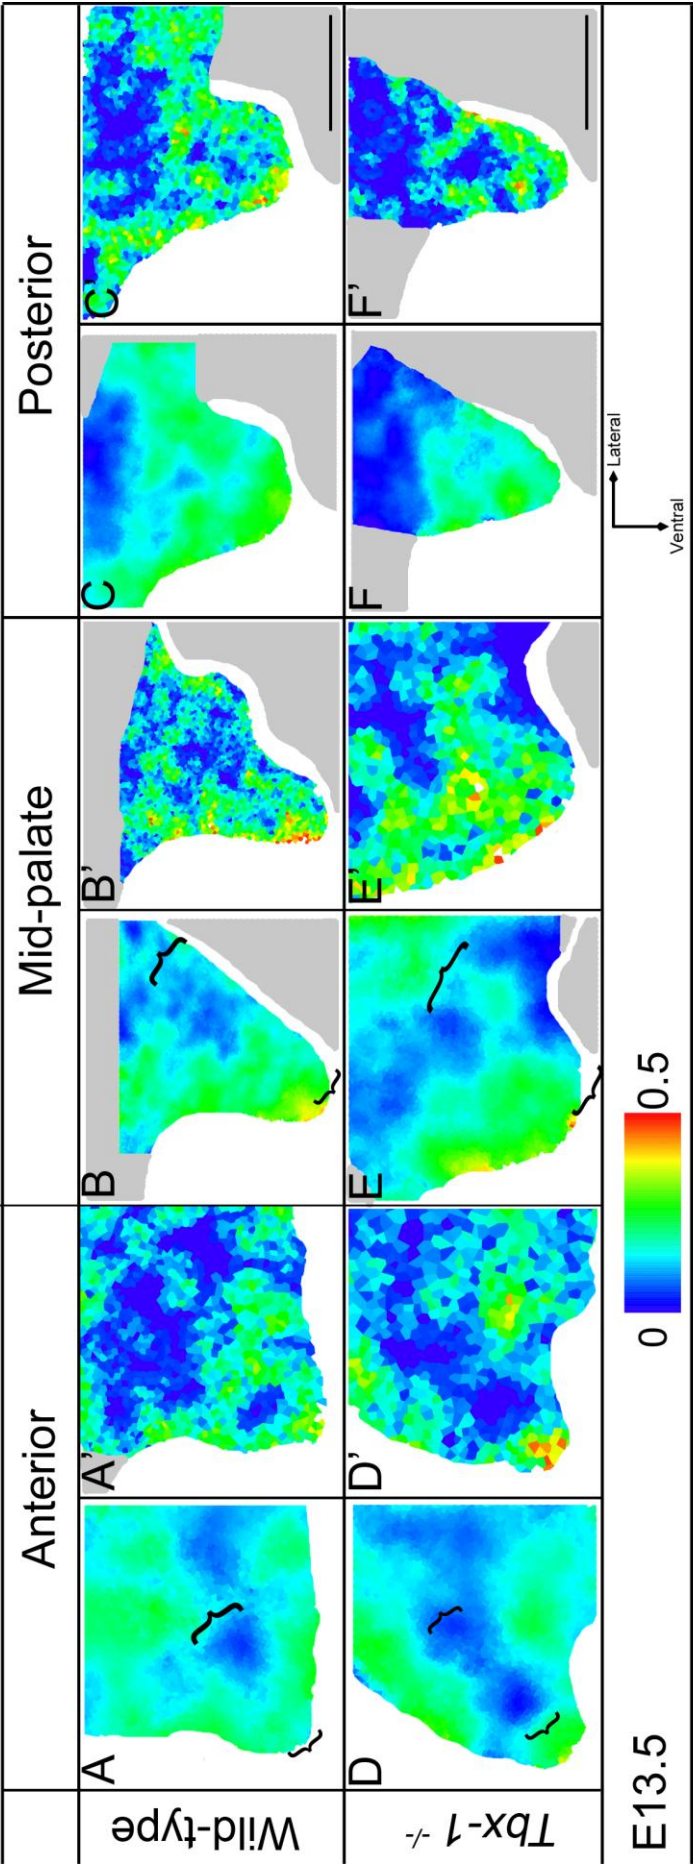 Anterior Mid-palate Posterior
Wild-type
A A' B B' C C'
Tbx-1 -/-
D D' E E' F F'
E13.5
0 0.5
Lateral
Ventral